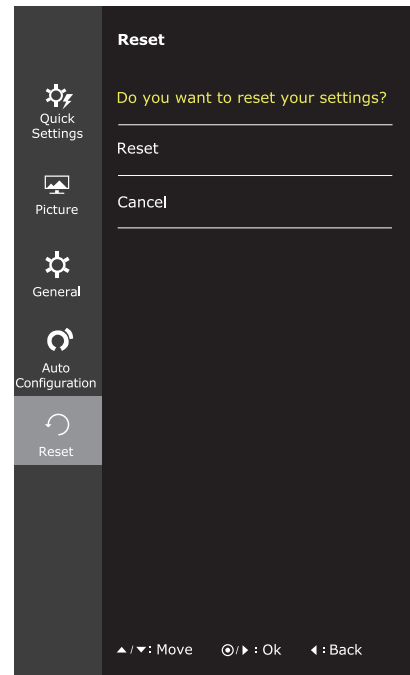 Reset
Do you want to reset your settings?
Reset
Cancel
Quick
Settings
Picture
General
Auto
Configuration
Reset
▲/▼: Move ⦿/▶ : Ok ◀ : Back